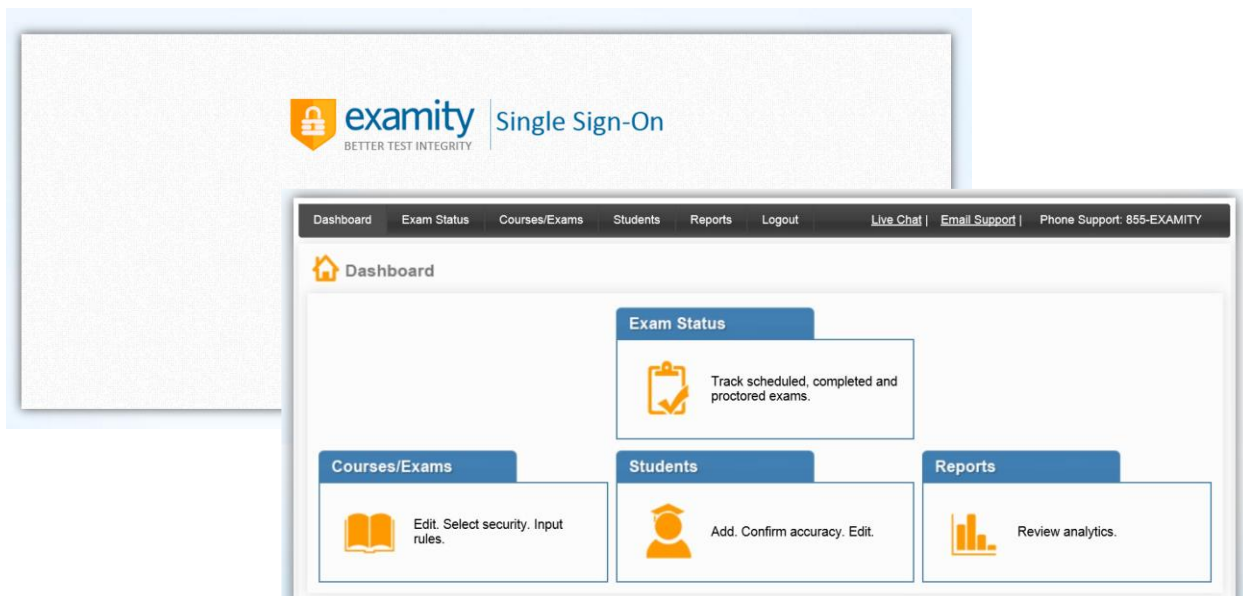 examity
BETTER TEST INTEGRITY
Single Sign-On
Dashboard Exam Status Courses/Exams Students Reports Logout Live Chat | Email Support | Phone Support: 855-EXAMITY
Dashboard
Exam Status
Track scheduled, completed and
proctored exams.
Courses/Exams
Edit. Select security. Input
rules.
Students
Add. Confirm accuracy. Edit.
Reports
Review analytics.